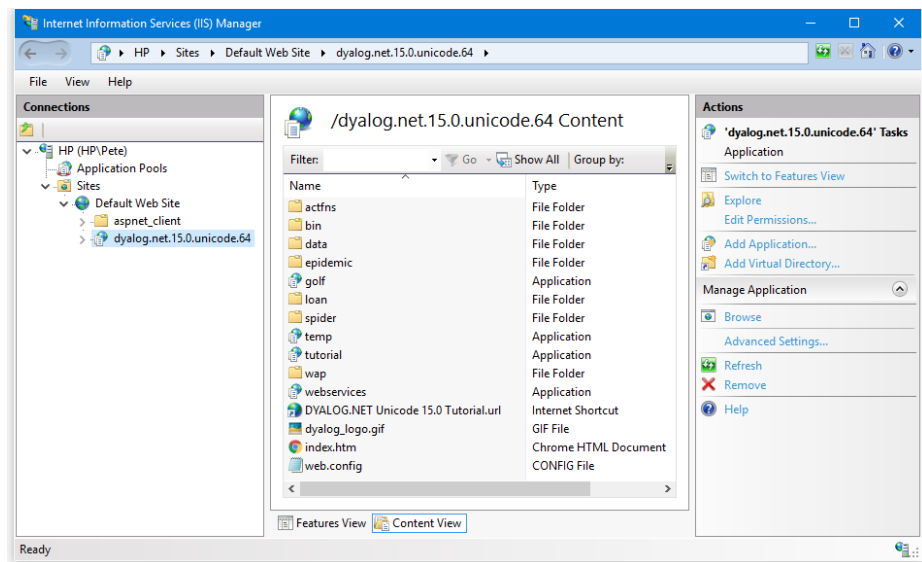 Internet Information Services (IIS) Manager
HP Sites Default Web Site dyalog.net.15.0.unicode.64
File View Help
Connections
HP (HP\Pete)
Application Pools
Sites
Default Web Site
aspnet_client
dyalog.net.15.0.unicode.64
/dyalog.net.15.0.unicode.64 Content
Filter: Go Show All Group by:
Name Type
actfns File Folder
bin File Folder
data File Folder
epidemic File Folder
golf Application
loan File Folder
spider File Folder
temp Application
tutorial Application
wap File Folder
webservices Application
DYALOG.NET Unicode 15.0 Tutorial.url Internet Shortcut
dyalog_logo.gif GIF File
index.htm Chrome HTML Document
web.config CONFIG File
Features View Content View
Actions
'dyalog.net.15.0.unicode.64' Tasks
Application
Switch to Features View
Explore
Edit Permissions...
Add Application...
Add Virtual Directory...
Manage Application
Browse
Advanced Settings...
Refresh
Remove
Help
Ready